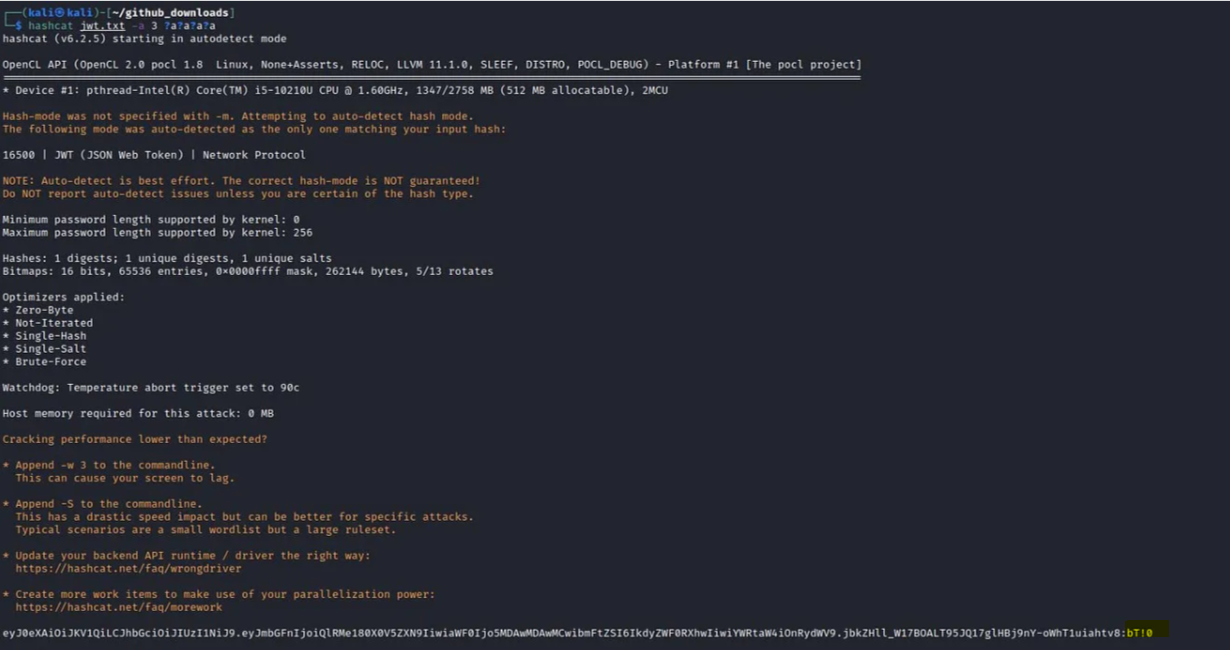 ┌──(kali㉿kali)-[~/github_downloads]
└─$ hashcat jwt.txt -a 3 ?a?a?a?a
hashcat (v6.2.5) starting in autodetect mode
OpenCL API (OpenCL 2.0 pocl 1.8  Linux, None+Asserts, RELOC, LLVM 11.1.0, SLEEF, DISTRO, POCL_DEBUG) - Platform #1 [The pocl project]
* Device #1: pthread-Intel(R) Core(TM) i5-10210U CPU @ 1.60GHz, 1347/2758 MB (512 MB allocatable), 2MCU
Hash-mode was not specified with -m. Attempting to auto-detect hash mode.
The following mode was auto-detected as the only one matching your input hash:
16500 | JWT (JSON Web Token) | Network Protocol
NOTE: Auto-detect is best effort. The correct hash-mode is NOT guaranteed!
Do NOT report auto-detect issues unless you are certain of the hash type.
Minimum password length supported by kernel: 0
Maximum password length supported by kernel: 256
Hashes: 1 digests; 1 unique digests, 1 unique salts
Bitmaps: 16 bits, 65536 entries, 0x0000ffff mask, 262144 bytes, 5/13 rotates
Optimizers applied:
* Zero-Byte
* Not-Iterated
* Single-Hash
* Single-Salt
* Brute-Force
Watchdog: Temperature abort trigger set to 90c
Host memory required for this attack: 0 MB
Cracking performance lower than expected?
* Append -w 3 to the commandline.
This can cause your screen to lag.
* Append -S to the commandline.
This has a drastic speed impact but can be better for specific attacks.
Typical scenarios are a small wordlist but a large ruleset.
* Update your backend API runtime / driver the right way:
https://hashcat.net/faq/wrongdriver
* Create more work items to make use of your parallelization power:
https://hashcat.net/faq/morework
eyJ0eXAiOiJKV1QiLCJhbGciOiJIUzI1NiJ9.eyJmbGFnIjoiQlRMe180X0V5ZXN9IiwiaWF0Ijo5MDAwMDAwMCwibmFtZSI6IkdyZWF0RXhwIiwiYWRtaW4iOnRydWV9.jbkZHll_W17BOALT95JQ17glHBj9nY-oWhT1uiahtv8:bT!0